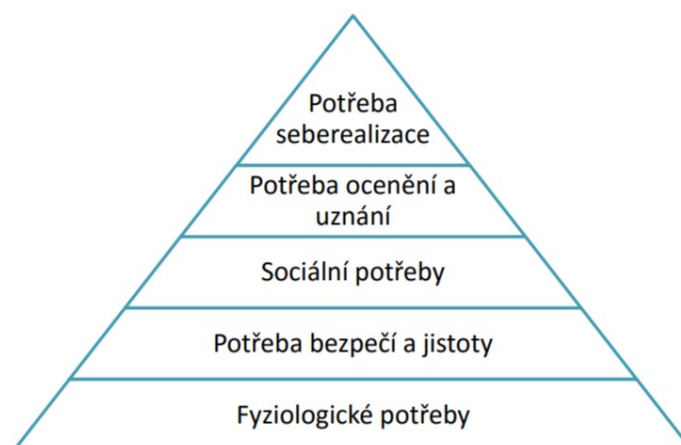 Potřeba
seberealizace
Potřeba ocenění a
uznání
Sociální potřeby
Potřeba bezpečí a jistoty
Fyziologické potřeby